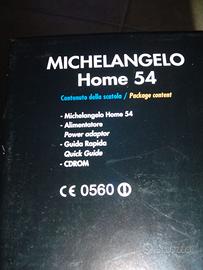 MICHELANGELO
Home 54
Contenuto della scatola / Package content
- Michelangelo Home 54
- Alimentatore
Power adaptor
- Guida Rapida
Quick Guide
- CDROM
CE 0560
subito